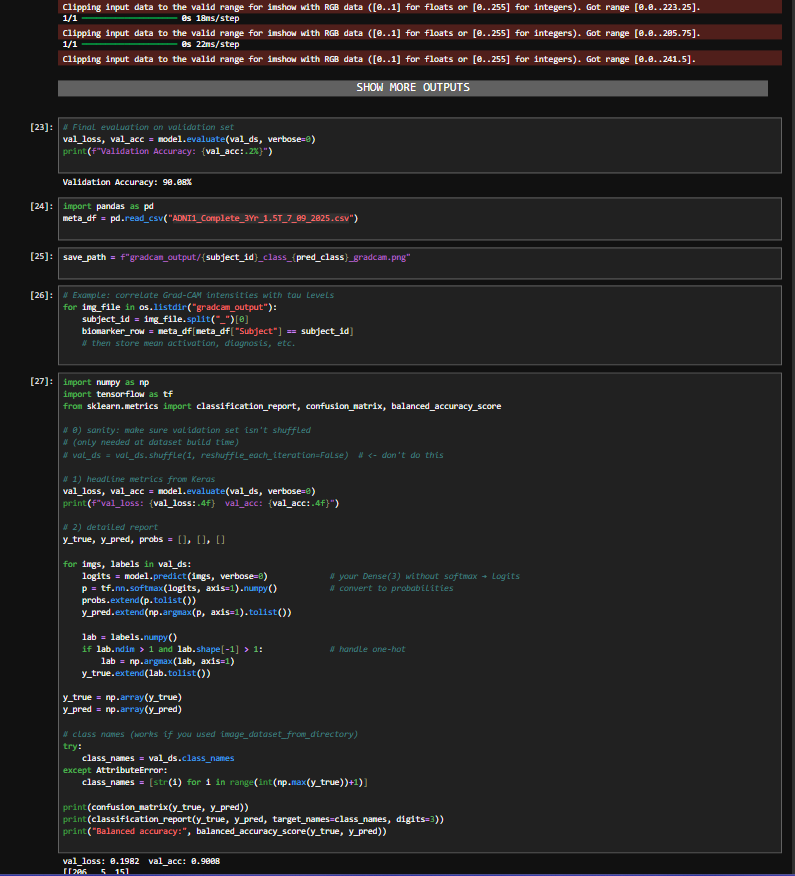 Clipping input data to the valid range for imshow with RGB data ([0..1] for floats or [0..255] for integers). Got range [0.0..223.25].
1/1 0s 18ms/step
Clipping input data to the valid range for imshow with RGB data ([0..1] for floats or [0..255] for integers). Got range [0.0..205.75].
1/1 0s 22ms/step
Clipping input data to the valid range for imshow with RGB data ([0..1] for floats or [0..255] for integers). Got range [0.0..241.5].
SHOW MORE OUTPUTS
[23]: # Final evaluation on validation set
val_loss, val_acc = model.evaluate(val_ds, verbose=0)
print(f"Validation Accuracy: {val_acc:.2%}")
Validation Accuracy: 90.08%
[24]: import pandas as pd
meta_df = pd.read_csv("ADNI1_Complete_3Yr_1.5T_7_09_2025.csv")
[25]: save_path = f"gradcam_output/{subject_id}_class_{pred_class}_gradcam.png"
[26]: # Example: correlate Grad-CAM intensities with tau levels
for img_file in os.listdir("gradcam_output"):
    subject_id = img_file.split("_")[0]
    biomarker_row = meta_df[meta_df["Subject"] == subject_id]
    # then store mean activation, diagnosis, etc.
[27]: import numpy as np
import tensorflow as tf
from sklearn.metrics import classification_report, confusion_matrix, balanced_accuracy_score
# 0) sanity: make sure validation set isn't shuffled
# (only needed at dataset build time)
# val_ds = val_ds.shuffle(1, reshuffle_each_iteration=False)  # <- don't do this
# 1) headline metrics from Keras
val_loss, val_acc = model.evaluate(val_ds, verbose=0)
print(f"val_loss: {val_loss:.4f}  val_acc: {val_acc:.4f}")
# 2) detailed report
y_true, y_pred, probs = [], [], []
for imgs, labels in val_ds:
    logits = model.predict(imgs, verbose=0)            # your Dense(3) without softmax → logits
    p = tf.nn.softmax(logits, axis=1).numpy()          # convert to probabilities
    probs.extend(p.tolist())
    y_pred.extend(np.argmax(p, axis=1).tolist())
    lab = labels.numpy()
    if lab.ndim > 1 and lab.shape[-1] > 1:             # handle one-hot
        lab = np.argmax(lab, axis=1)
    y_true.extend(lab.tolist())
y_true = np.array(y_true)
y_pred = np.array(y_pred)
# class names (works if you used image_dataset_from_directory)
try:
    class_names = val_ds.class_names
except AttributeError:
    class_names = [str(i) for i in range(int(np.max(y_true))+1)]
print(confusion_matrix(y_true, y_pred))
print(classification_report(y_true, y_pred, target_names=class_names, digits=3))
print("Balanced accuracy:", balanced_accuracy_score(y_true, y_pred))
val_loss: 0.1982  val_acc: 0.9008
[[206   5  15]